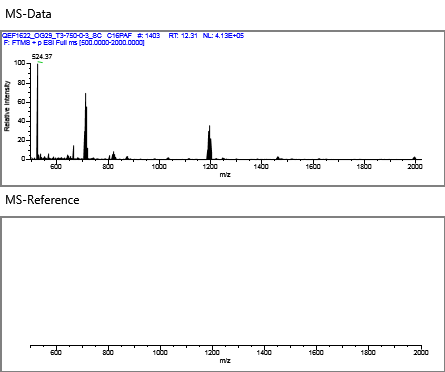 MS-Data
QEF1622_OG29_T3-750-0-3_BC C16PAF #: 1403 RT: 12.31 NL: 4.13E+05
F: FTMS + p ESI Full ms [500.0000-2000.0000]
524.37
100
80
60
40
20
0
Relative Intensity
600 800 1000 1200 1400 1600 1800 2000
m/z
MS-Reference
600 800 1000 1200 1400 1600 1800 2000
m/z